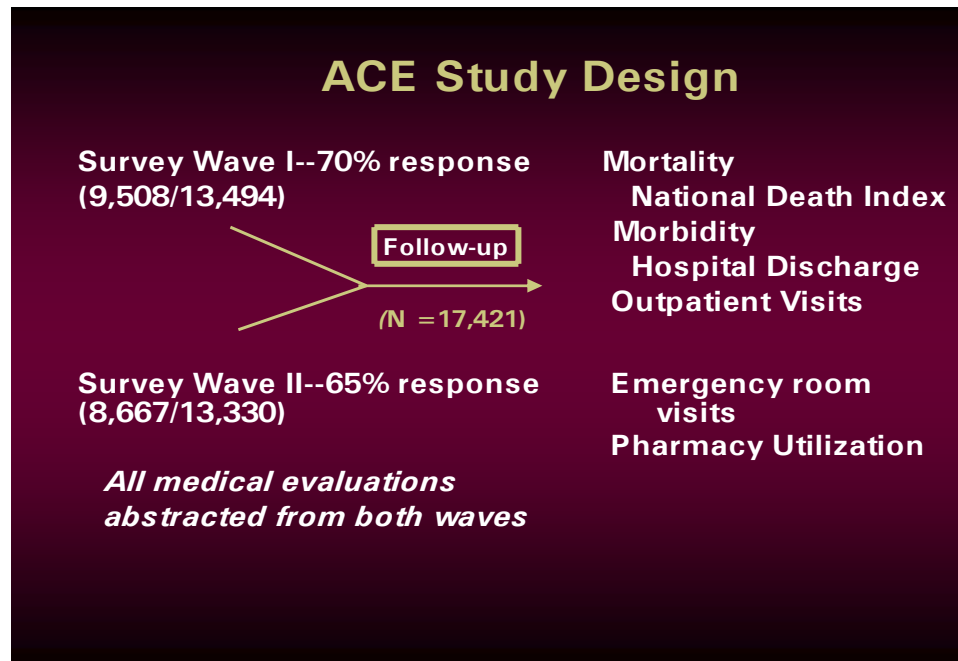 ACE Study Design
Survey Wave I--70% response
(9,508/13,494)
Follow-up
(N =17,421)
Survey Wave II--65% response
(8,667/13,330)
All medical evaluations
abstracted from both waves
Mortality
National Death Index
Morbidity
Hospital Discharge
Outpatient Visits
Emergency room
visits
Pharmacy Utilization